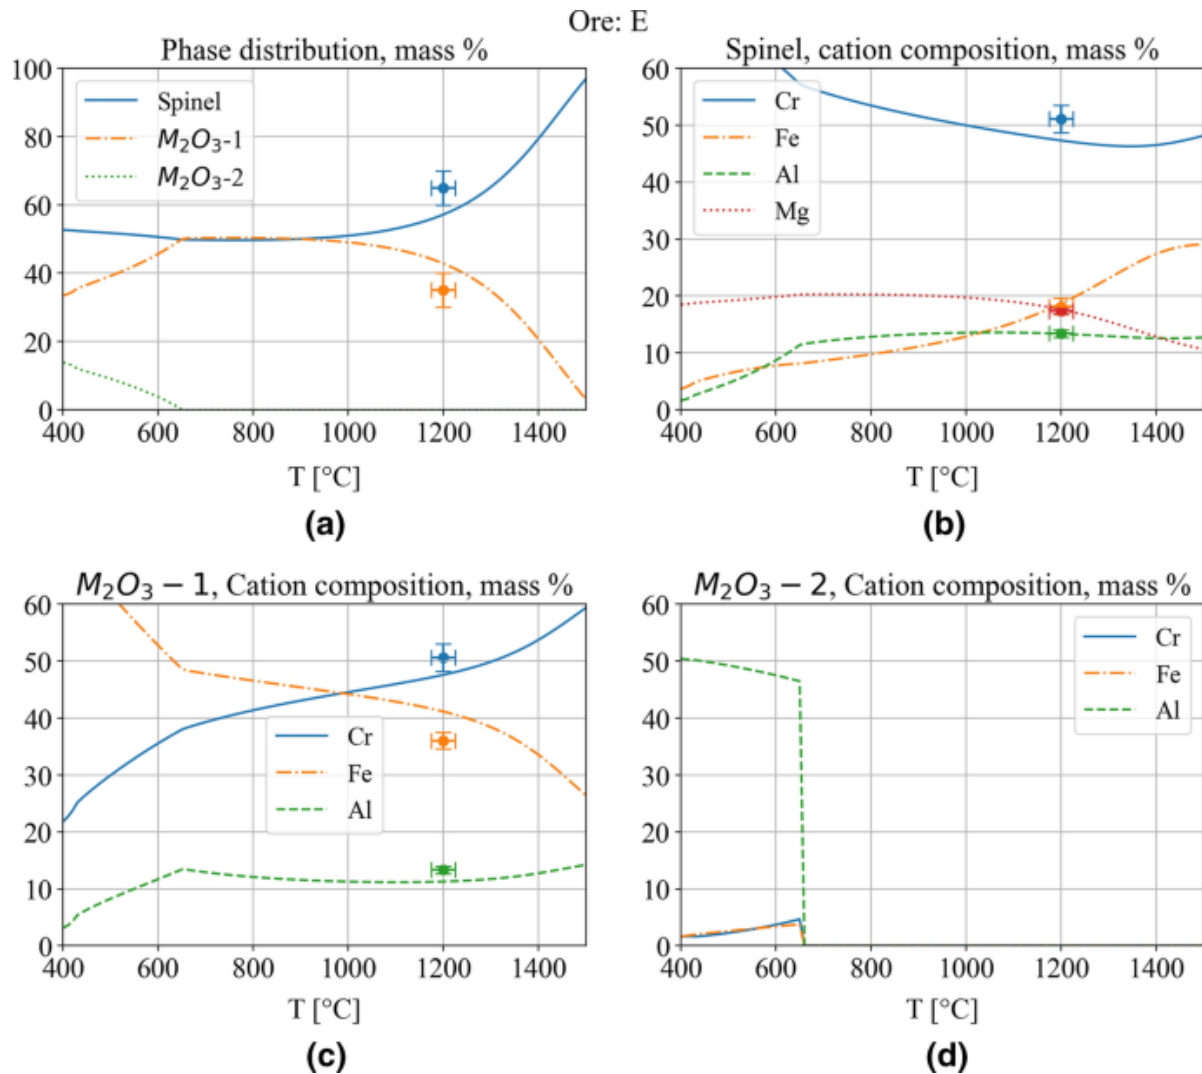 Ore: E
Phase distribution, mass %
100
80
60
40
20
0
Spinel
M₂O₃-1
M₂O₃-2
400 600 800 1000 1200 1400
T [°C]
(a)
Spinel, cation composition, mass %
60
50
40
30
20
10
0
Cr
Fe
Al
Mg
400 600 800 1000 1200 1400
T [°C]
(b)
M₂O₃ − 1, Cation composition, mass %
60
50
40
30
20
10
0
Cr
Fe
Al
400 600 800 1000 1200 1400
T [°C]
(c)
M₂O₃ − 2, Cation composition, mass %
60
50
40
30
20
10
0
Cr
Fe
Al
400 600 800 1000 1200 1400
T [°C]
(d)